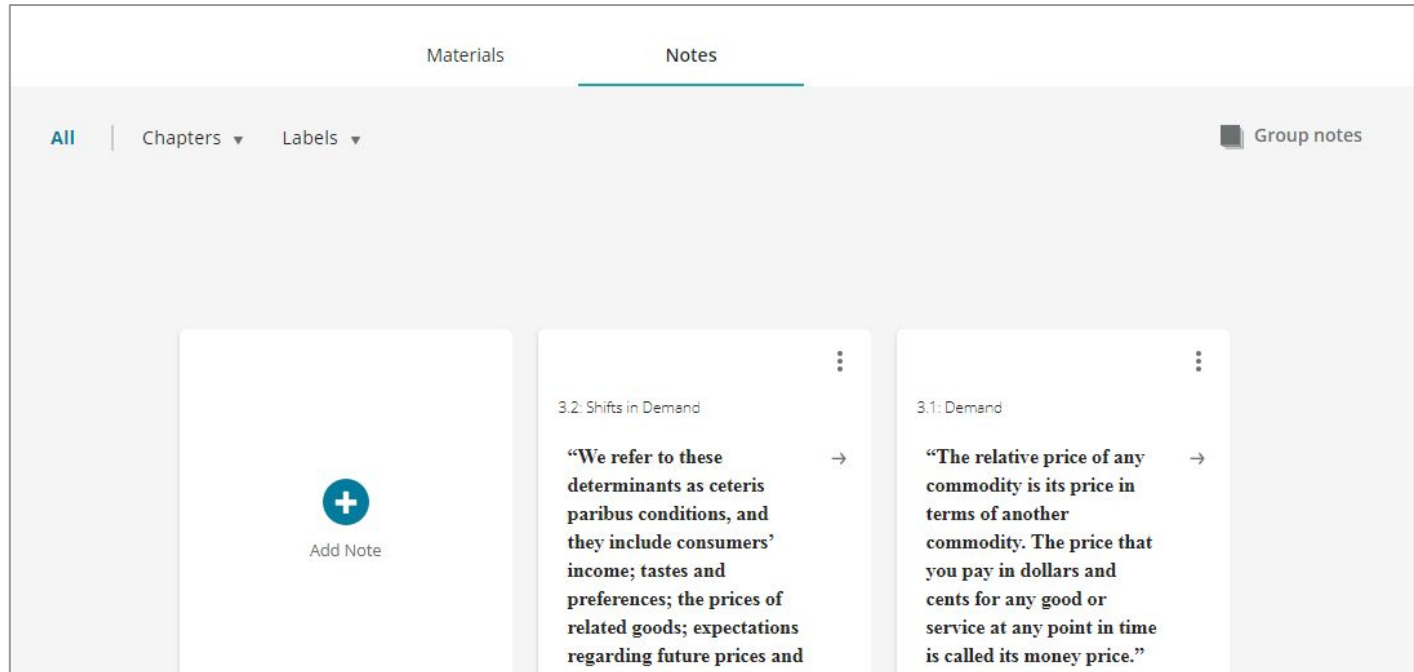 Materials
Notes
All
Chapters
Labels
Group notes
Add Note
3.2: Shifts in Demand
“We refer to these
determinants as ceteris
paribus conditions, and
they include consumers’
income; tastes and
preferences; the prices of
related goods; expectations
regarding future prices and
3.1: Demand
“The relative price of any
commodity is its price in
terms of another
commodity. The price that
you pay in dollars and
cents for any good or
service at any point in time
is called its money price.”